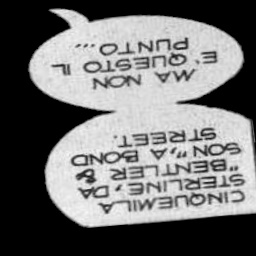 CINQUEMILA
STERLINE, DA
"BENTLER &
SON", A BOND
STREET.
MA NON
E' QUESTO IL
PUNTO...